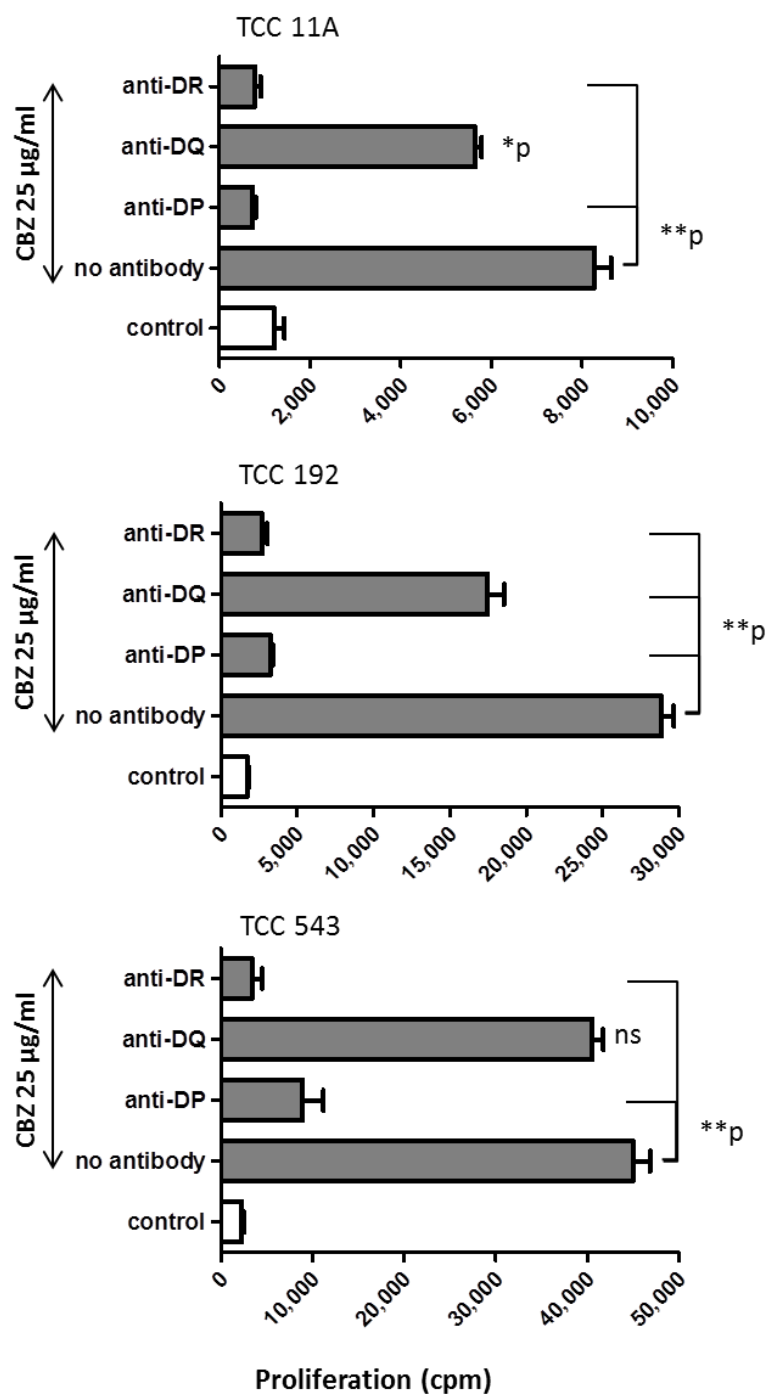 TCC 11A
CBZ 25 µg/ml
anti-DR
anti-DQ
*p
anti-DP
**p
no antibody
control
0 2,000 4,000 6,000 8,000 10,000
TCC 192
CBZ 25 µg/ml
anti-DR
anti-DQ
anti-DP
**p
no antibody
control
0 5,000 10,000 15,000 20,000 25,000 30,000
TCC 543
CBZ 25 µg/ml
anti-DR
anti-DQ
ns
anti-DP
**p
no antibody
control
0 10,000 20,000 30,000 40,000 50,000
Proliferation (cpm)